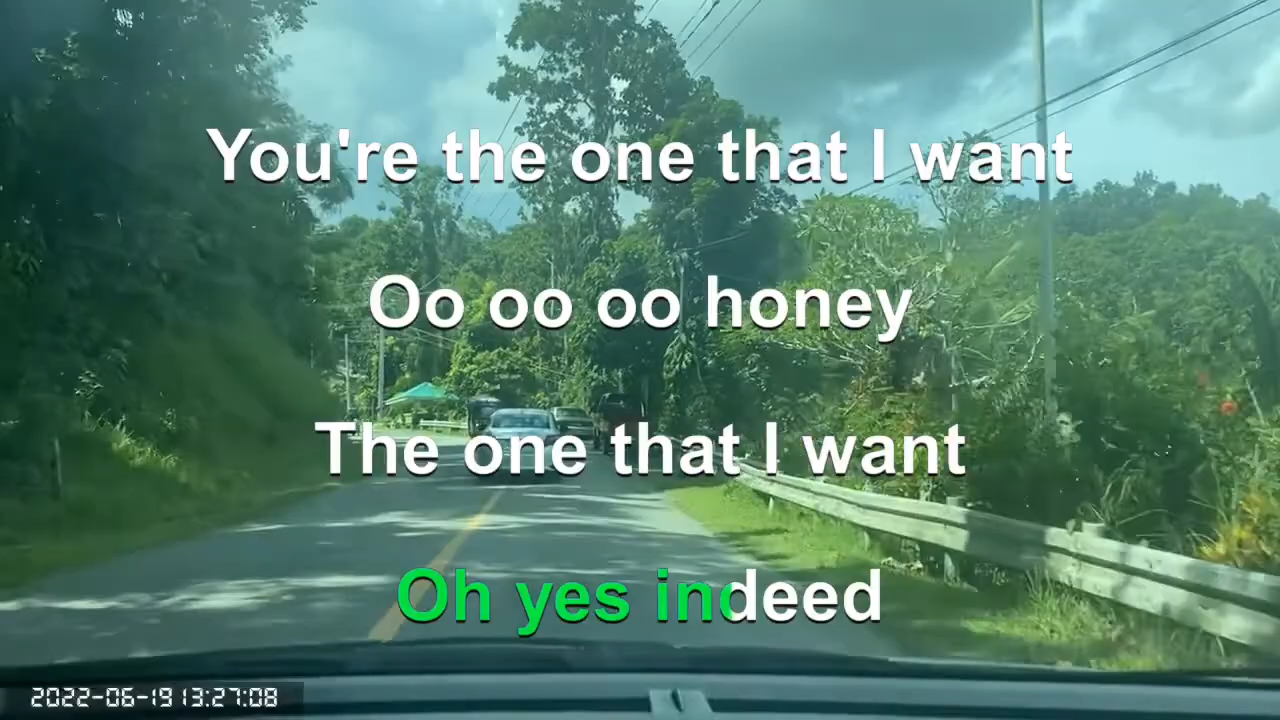 You're the one that I want
Oo oo oo honey
The one that I want
Oh yes indeed
2022-06-19 13:27:08